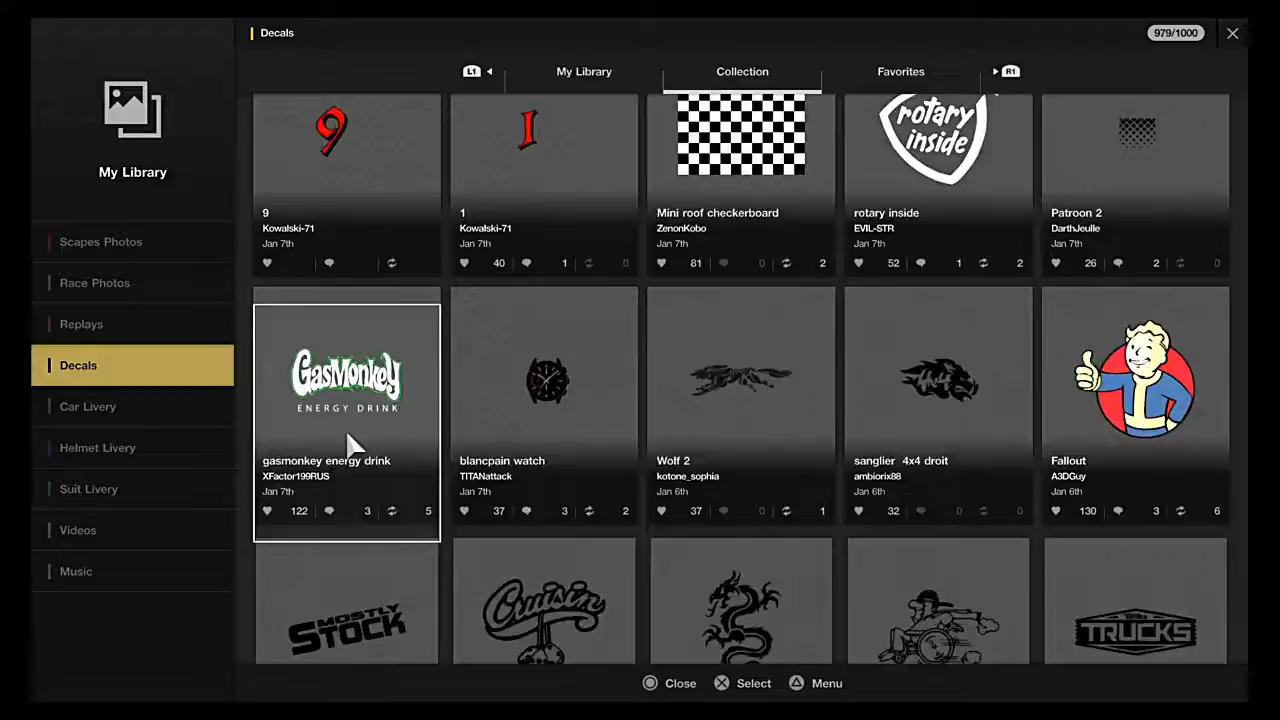 Decals
979/1000
L1
My Library
Collection
Favorites
R1
My Library
Scapes Photos
Race Photos
Replays
Decals
Car Livery
Helmet Livery
Suit Livery
Videos
Music
9
9
Kowalski-71
Jan 7th
1
1
Kowalski-71
Jan 7th
40 1 0
Mini roof checkerboard
ZenonKobo
Jan 7th
81 0 2
rotary
inside
rotary inside
EVIL-STR
Jan 7th
52 1 2
Patroon 2
DarthJeulle
Jan 7th
26 2 0
GasMonkey
ENERGY DRINK
gasmonkey energy drink
XFactor199RUS
Jan 7th
122 3 5
blancpain watch
TITANattack
Jan 7th
37 3 2
Wolf 2
kotone_sophia
Jan 6th
37 0 1
4x4
sanglier 4x4 droit
ambiorix88
Jan 6th
32 0 0
Fallout
A3DGuy
Jan 6th
130 3 6
MOSTLY
STOCK
Cruisin
TRUCKS
Close
Select
Menu